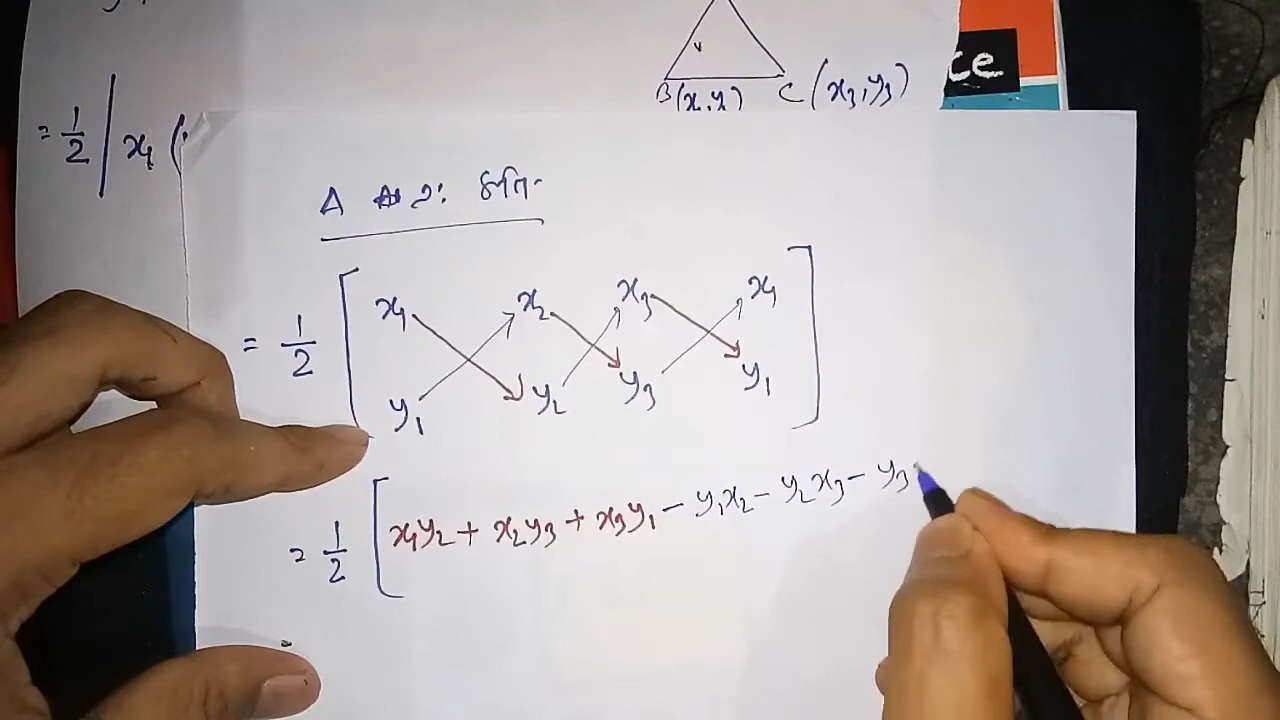 ce
B(x, y) C (x₃, y₃)
= 1/2 | x₁ (
= 1/2 [ x₁ x₂ x₃ x₁
y₁ y₂ y₃ y₁ ]
= 1/2 [ x₁y₂ + x₂y₃ + x₃y₁ - y₁x₂ - y₂x₃ - y₃